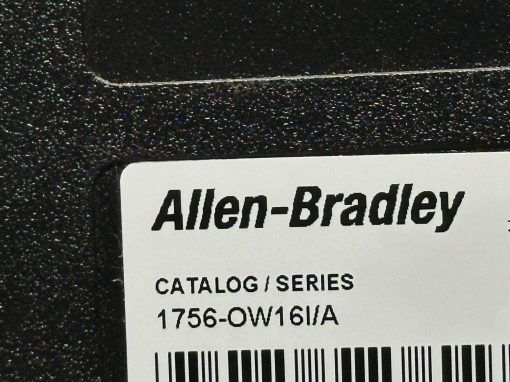 Allen-Bradley
CATALOG / SERIES
1756-OW16I/A